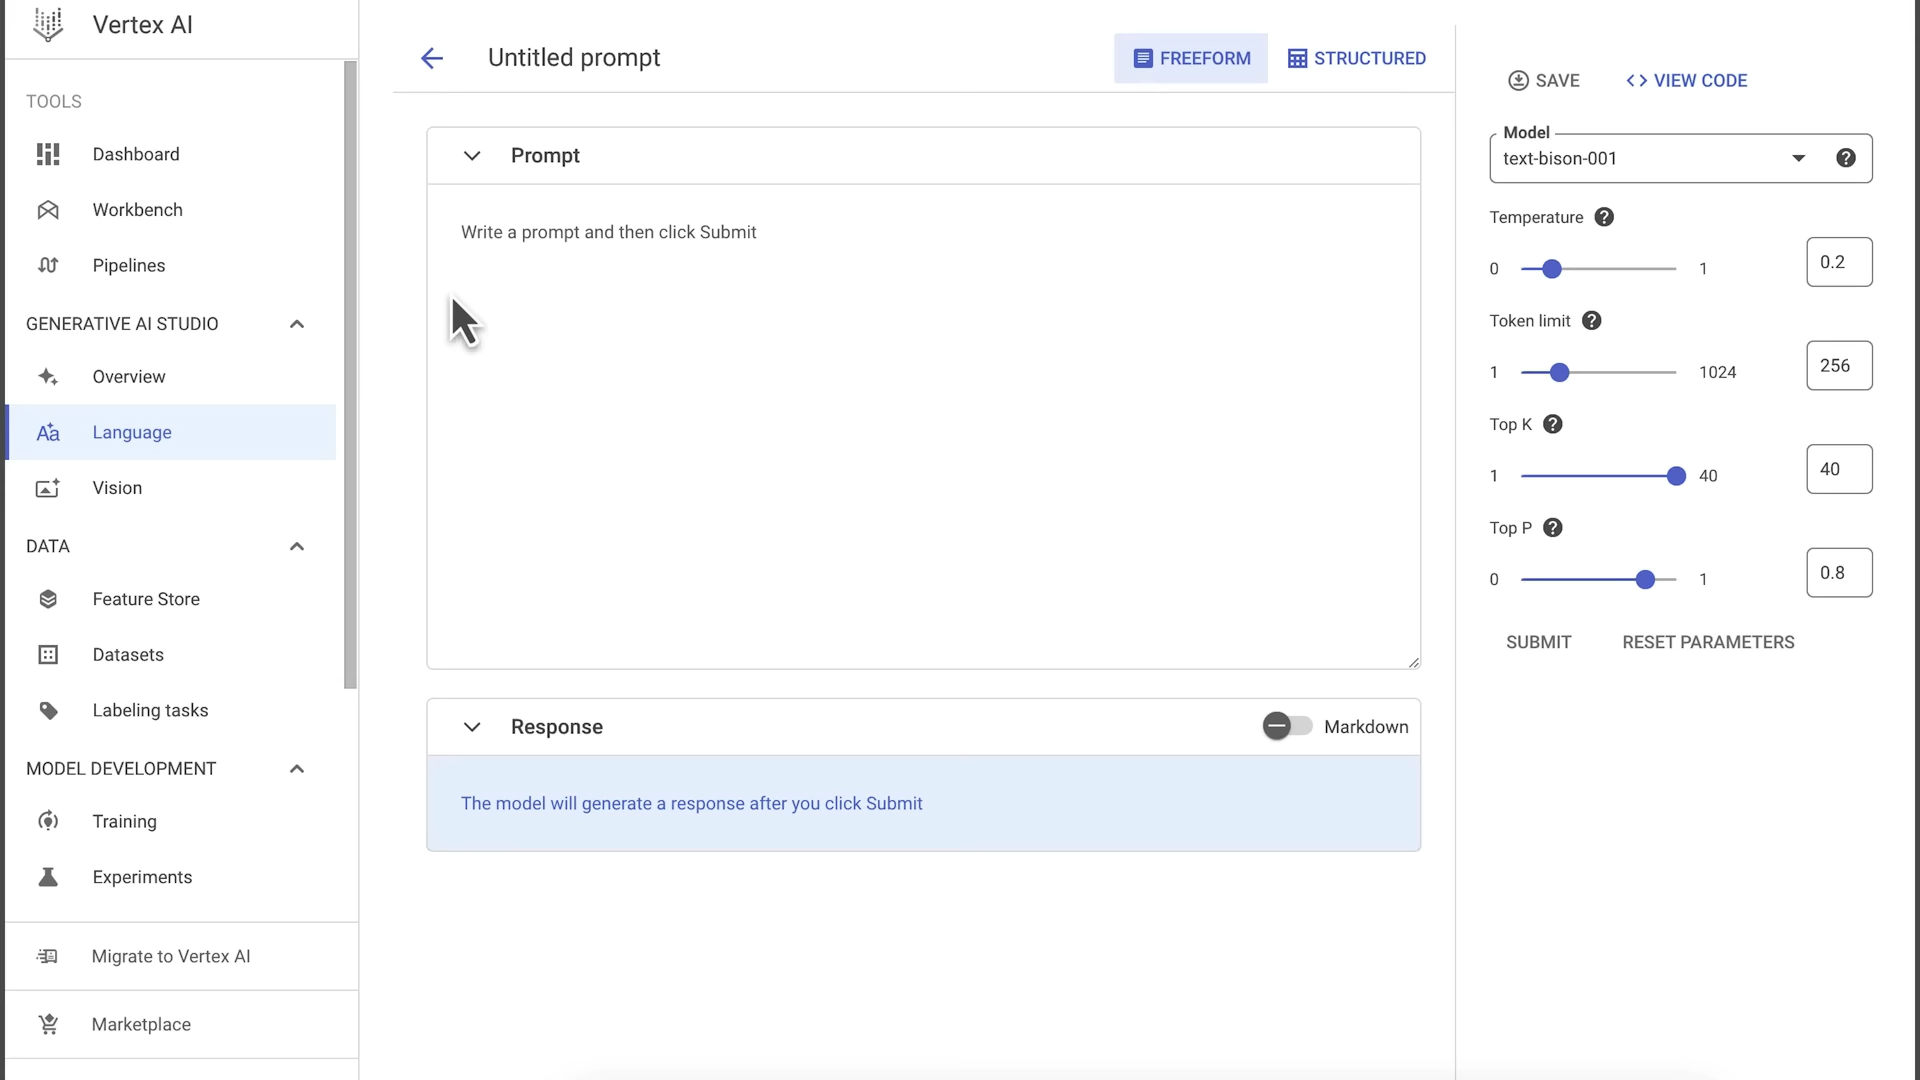 Vertex AI
TOOLS
Dashboard
Workbench
Pipelines
GENERATIVE AI STUDIO
Overview
Language
Vision
DATA
Feature Store
Datasets
Labeling tasks
MODEL DEVELOPMENT
Training
Experiments
Migrate to Vertex AI
Marketplace
Untitled prompt
FREEFORM
STRUCTURED
Prompt
Write a prompt and then click Submit
Response
Markdown
The model will generate a response after you click Submit
SAVE
<> VIEW CODE
Model
text-bison-001
Temperature
0 1 0.2
Token limit
1 1024 256
Top K
1 40 40
Top P
0 1 0.8
SUBMIT
RESET PARAMETERS